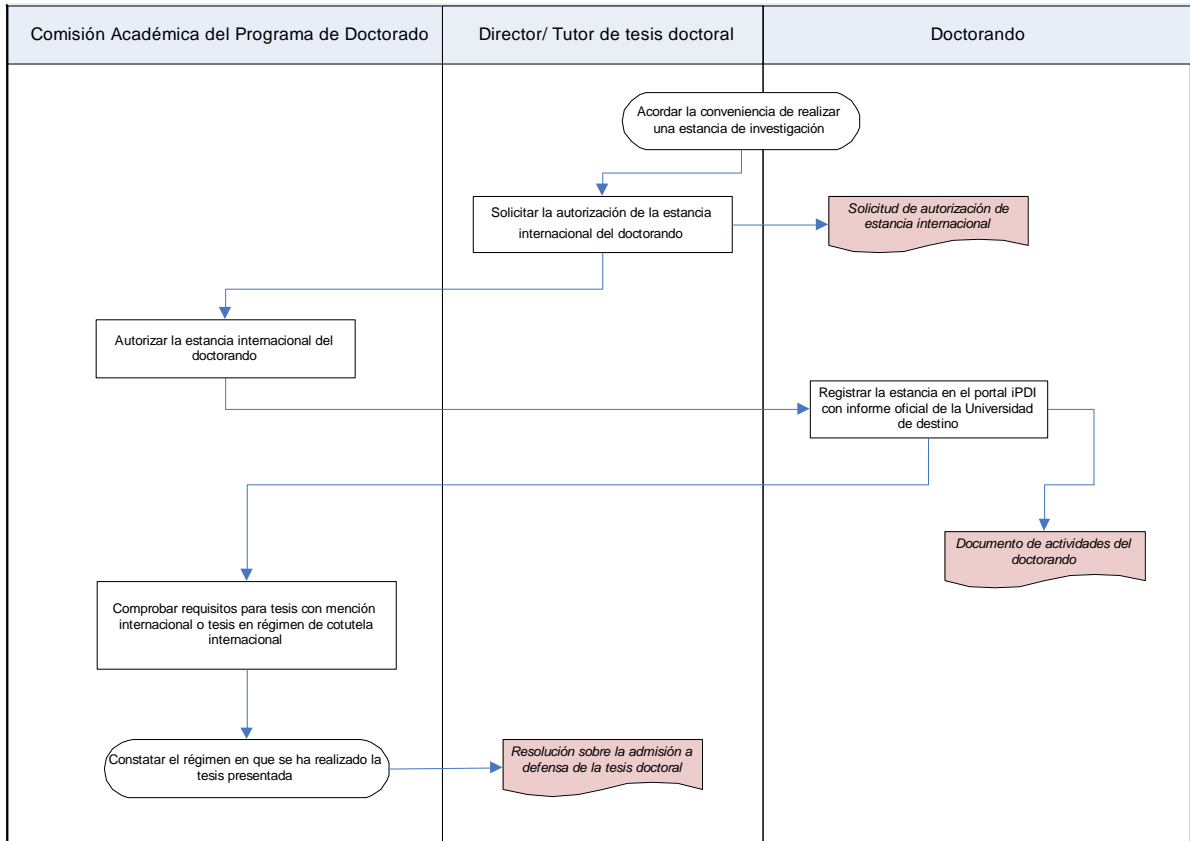 Comisión Académica del Programa de Doctorado
Director/ Tutor de tesis doctoral
Doctorando
Acordar la conveniencia de realizar
una estancia de investigación
Solicitar la autorización de la estancia
internacional del doctorando
Solicitud de autorización de
estancia internacional
Autorizar la estancia internacional del
doctorando
Registrar la estancia en el portal iPDI
con informe oficial de la Universidad
de destino
Documento de actividades del
doctorando
Comprobar requisitos para tesis con mención
internacional o tesis en régimen de cotutela
internacional
Constatar el régimen en que se ha realizado la
tesis presentada
Resolución sobre la admisión a
defensa de la tesis doctoral